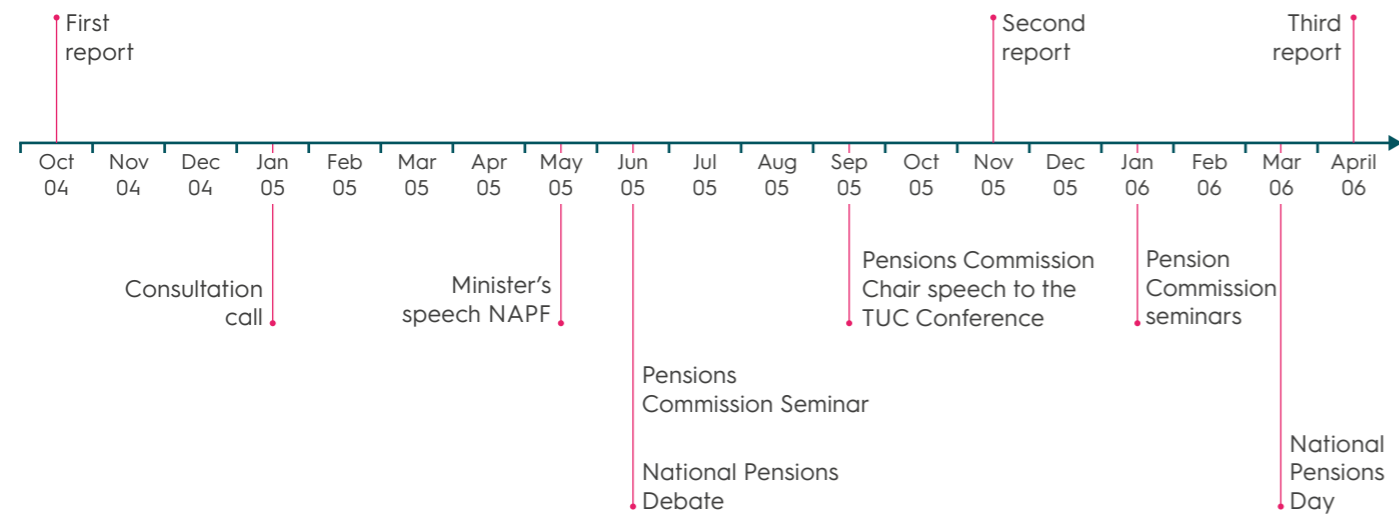 First
report
Second
report
Third
report
Oct Nov Dec Jan Feb Mar Apr May Jun Jul Aug Sep Oct Nov Dec Jan Feb Mar April
04 04 04 05 05 05 05 05 05 05 05 05 05 05 05 06 06 06 06
Consultation
call
Minister’s
speech NAPF
Pensions
Commission Seminar
National Pensions
Debate
Pensions Commission
Chair speech to the
TUC Conference
Pension
Commission
seminars
National
Pensions
Day